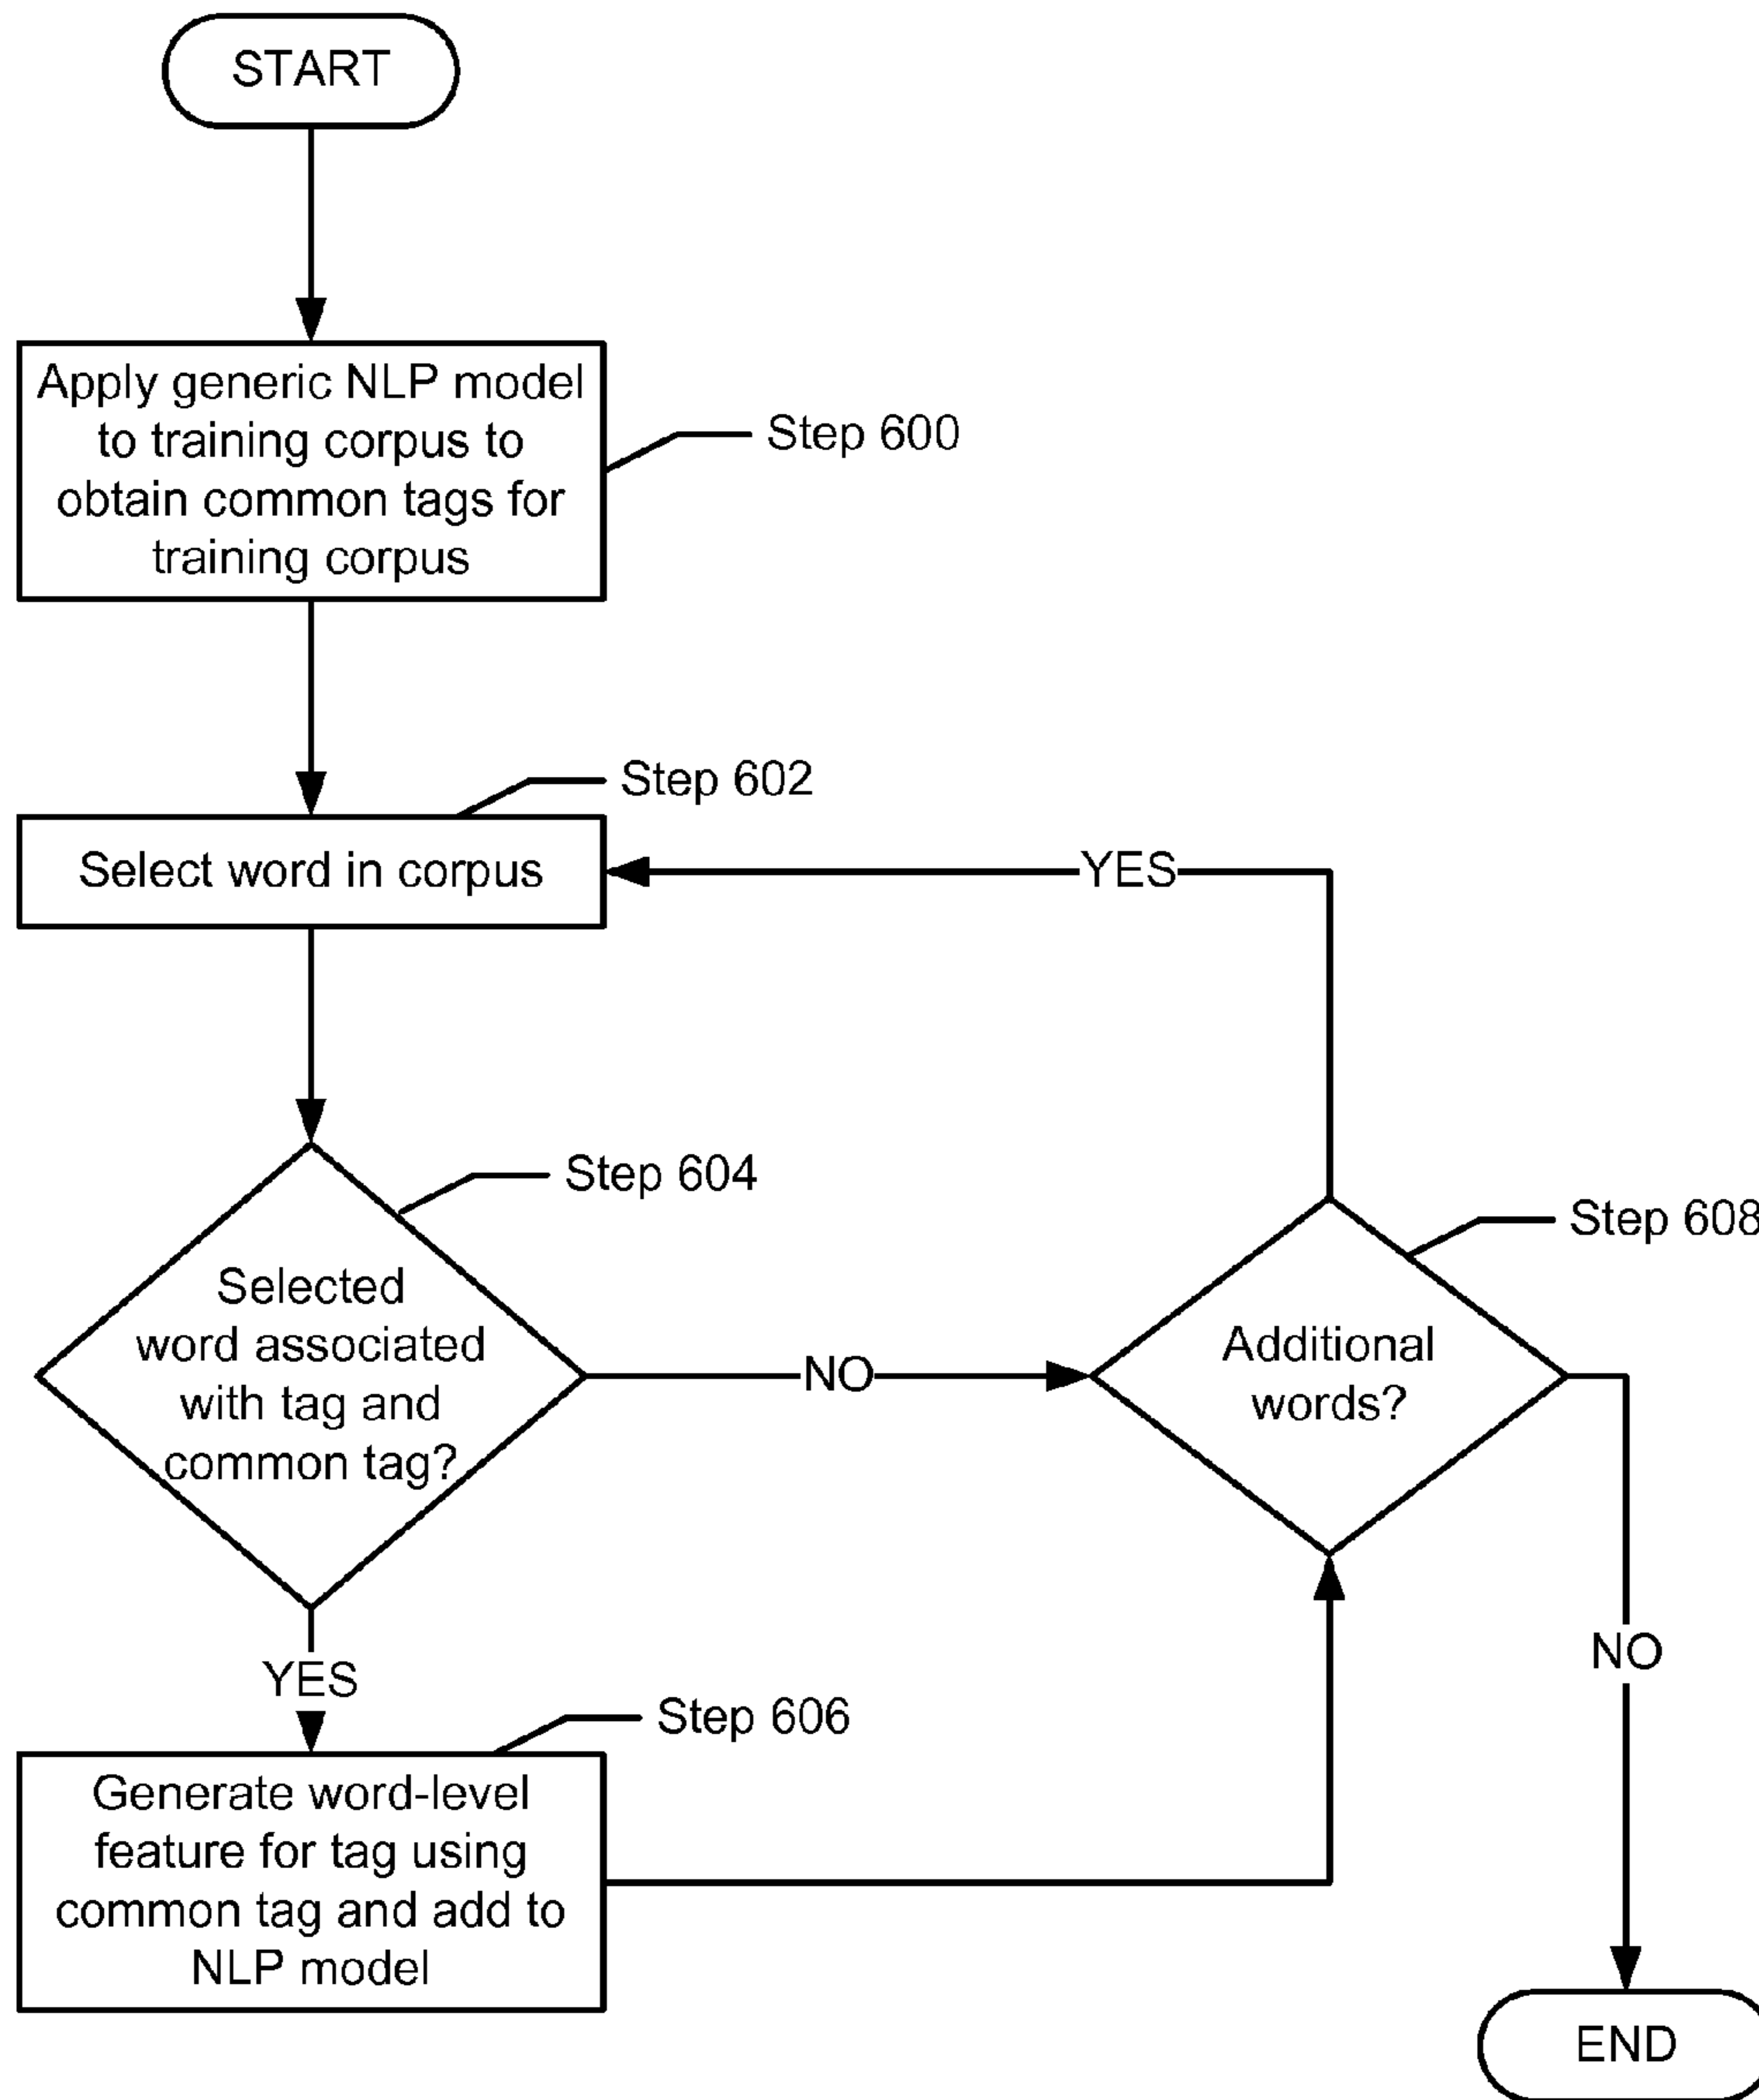 START
Apply generic NLP model
to training corpus to
obtain common tags for
training corpus
Step 600
Step 602
Select word in corpus
YES
Step 604
Selected
word associated
with tag and
common tag?
NO
Step 608
Additional
words?
YES
NO
Step 606
Generate word-level
feature for tag using
common tag and add to
NLP model
END